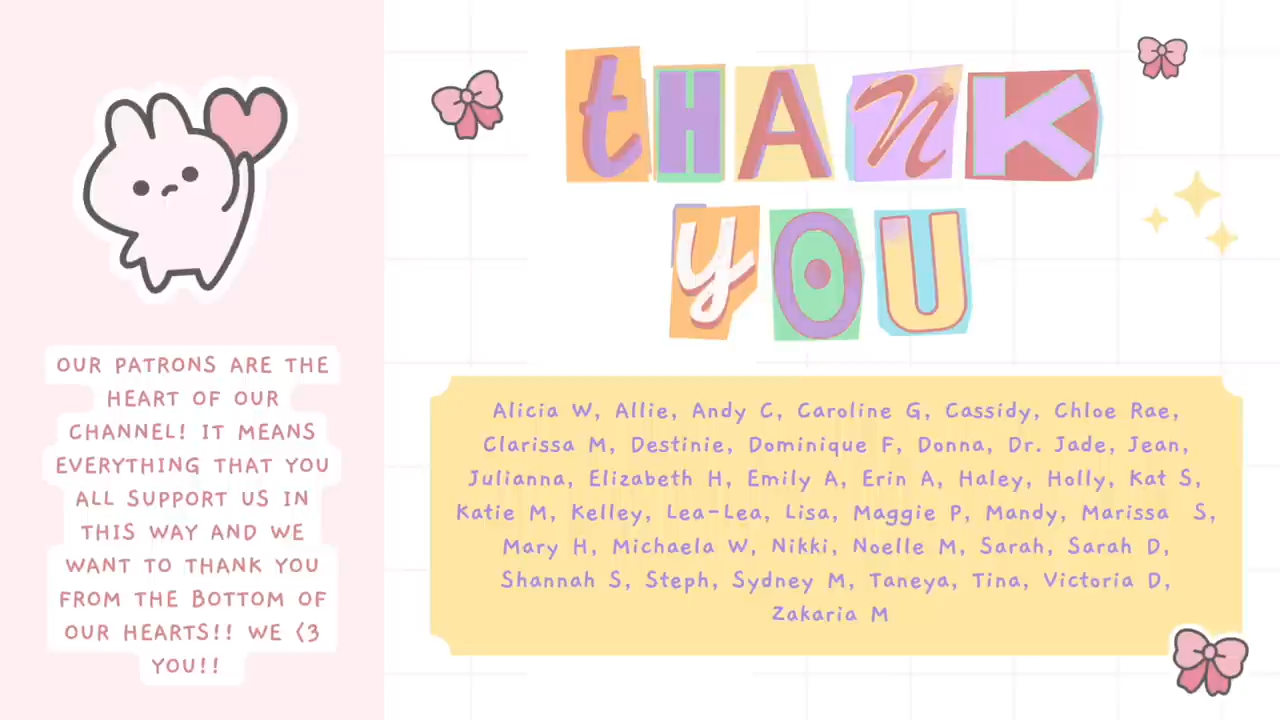 tHAnK
yOU
OUR PATRONS ARE THE
HEART OF OUR
CHANNEL! IT MEANS
EVERYTHING THAT YOU
ALL SUPPORT US IN
THIS WAY AND WE
WANT TO THANK YOU
FROM THE BOTTOM OF
OUR HEARTS!! WE <3
YOU!!
Alicia W, Allie, Andy C, Caroline G, Cassidy, Chloe Rae,
Clarissa M, Destinie, Dominique F, Donna, Dr. Jade, Jean,
Julianna, Elizabeth H, Emily A, Erin A, Haley, Holly, Kat S,
Katie M, Kelley, Lea-Lea, Lisa, Maggie P, Mandy, Marissa S,
Mary H, Michaela W, Nikki, Noelle M, Sarah, Sarah D,
Shannah S, Steph, Sydney M, Taneya, Tina, Victoria D,
Zakaria M